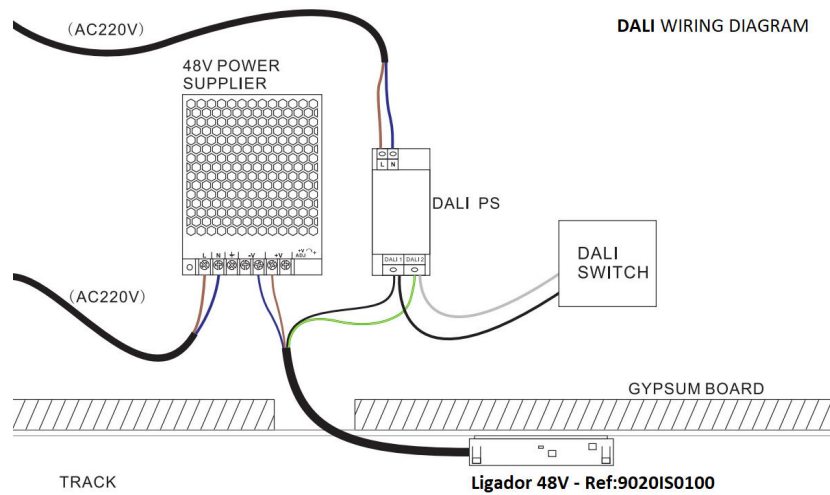 (AC220V)
DALI WIRING DIAGRAM
48V POWER
SUPPLIER
L N
DALI PS
L N -V +V +V ADJ
DALI 1 DALI 2
DALI
SWITCH
(AC220V)
GYPSUM BOARD
TRACK
Ligador 48V - Ref:9020IS0100